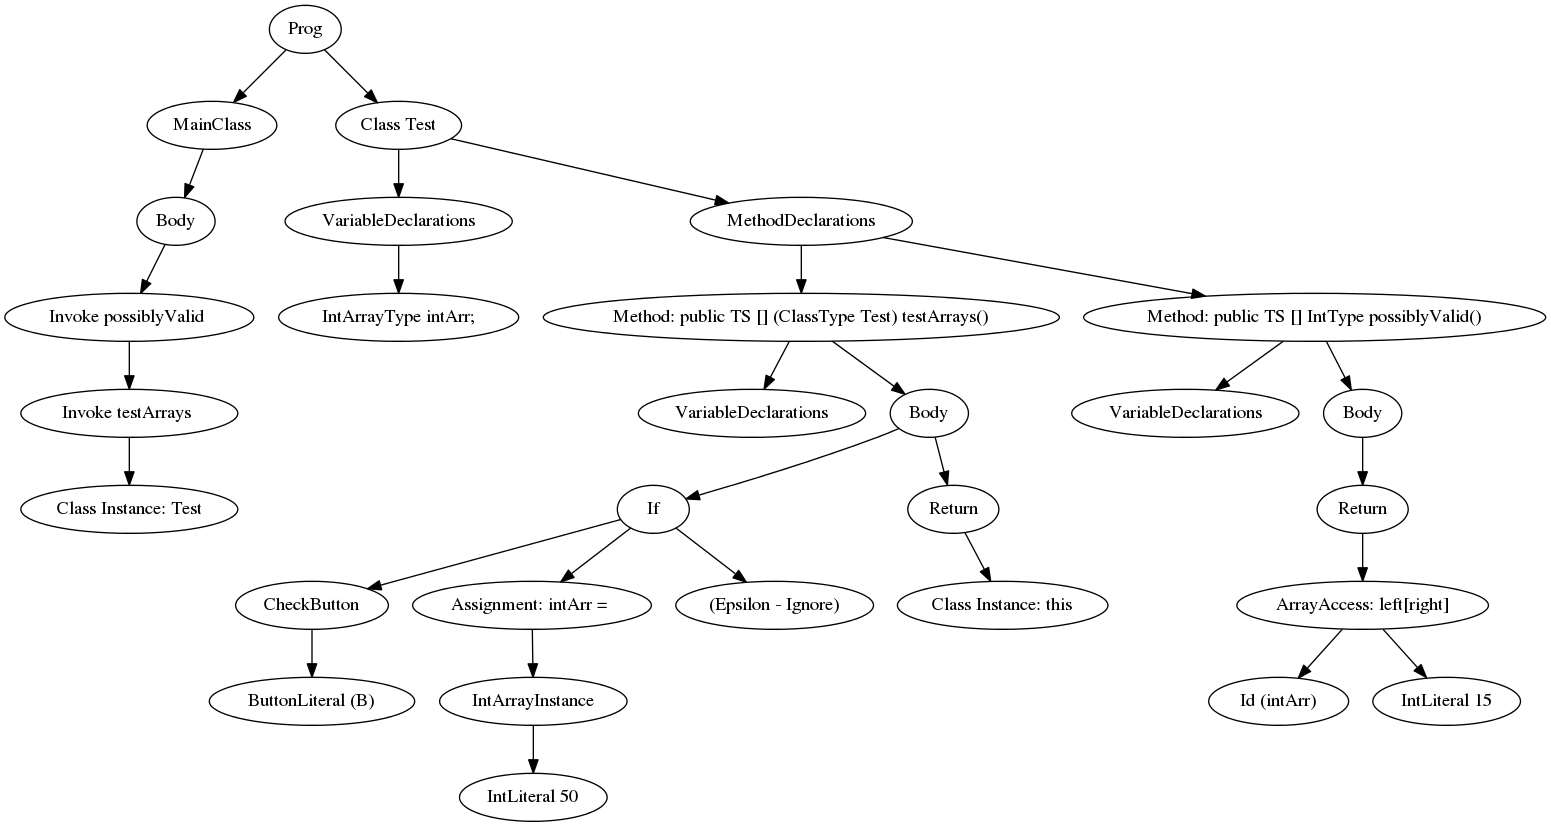 Prog
MainClass
Class Test
Body
VariableDeclarations
MethodDeclarations
Invoke possiblyValid
IntArrayType intArr;
Method: public TS [] (ClassType Test) testArrays()
Method: public TS [] IntType possiblyValid()
Invoke testArrays
VariableDeclarations
Body
VariableDeclarations
Body
Class Instance: Test
If
Return
Return
CheckButton
Assignment: intArr =
(Epsilon - Ignore)
Class Instance: this
ArrayAccess: left[right]
ButtonLiteral (B)
IntArrayInstance
Id (intArr)
IntLiteral 15
IntLiteral 50